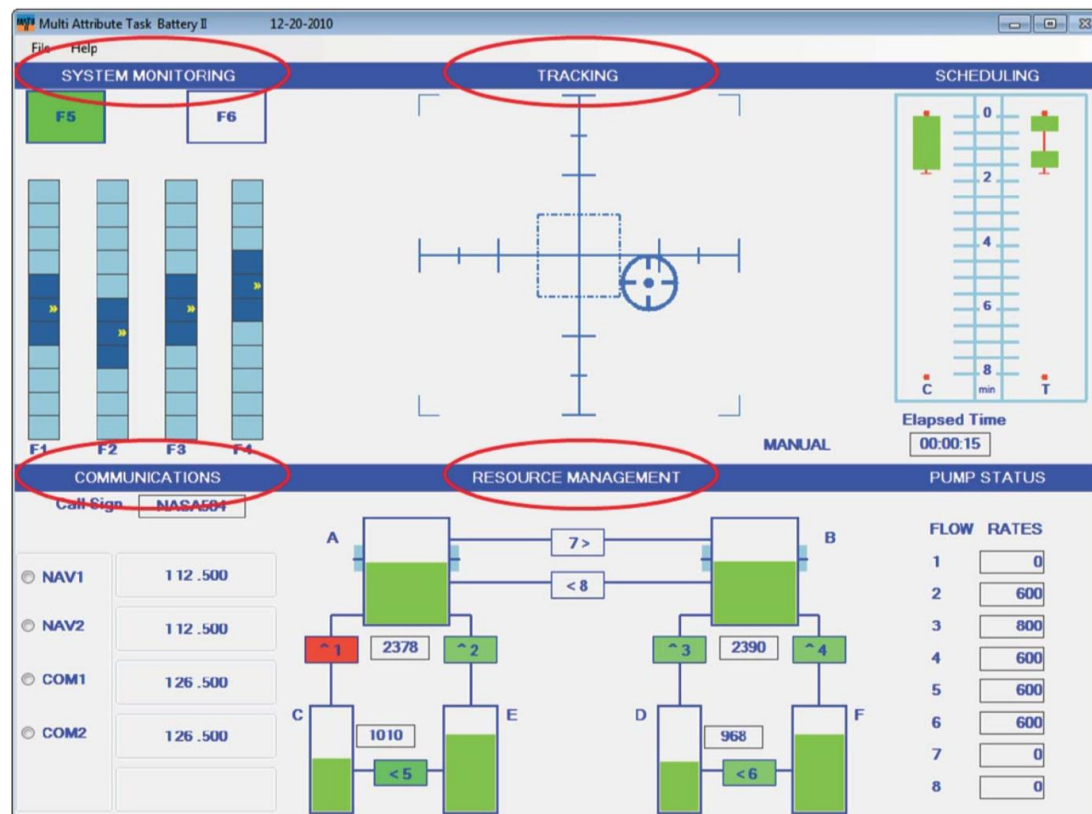 Multi Attribute Task Battery II 12-20-2010
File Help
SYSTEM MONITORING
TRACKING
SCHEDULING
F5
F6
F1
F2
F3
F4
0
2
4
6
8
C
min
T
MANUAL
Elapsed Time
00:00:15
COMMUNICATIONS
RESOURCE MANAGEMENT
PUMP STATUS
Call Sign NASA504
NAV1 112.500
NAV2 112.500
COM1 126.500
COM2 126.500
A
B
7>
<8
^1
2378
^2
^3
2390
^4
C
E
D
F
1010
968
<5
<6
FLOW RATES
1 0
2 600
3 800
4 600
5 600
6 600
7 0
8 0